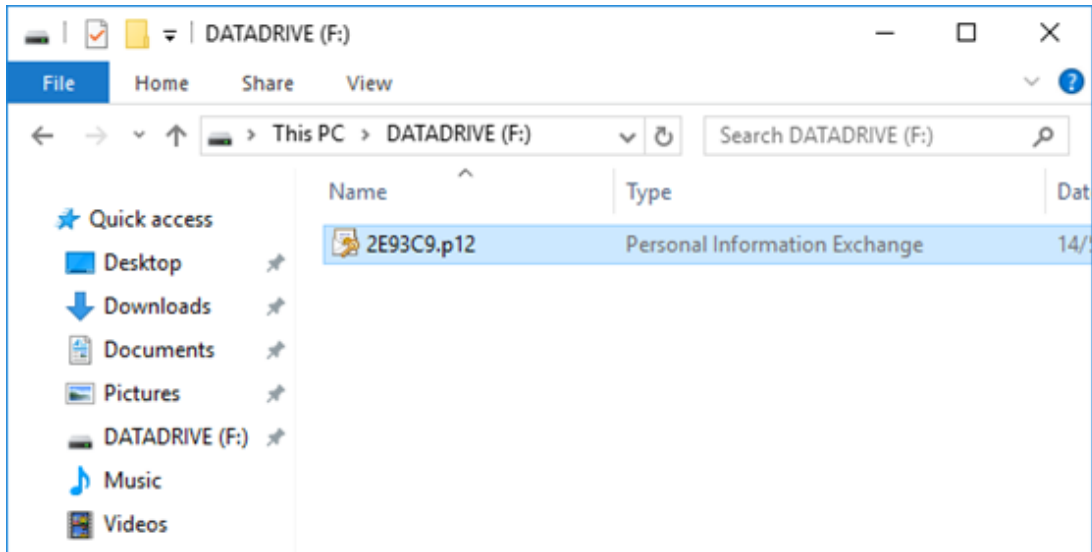 DATADRIVE (F:)
File Home Share View
This PC > DATADRIVE (F:) Search DATADRIVE (F:)
Name Type Dat
Quick access
2E93C9.p12 Personal Information Exchange 14/5
Desktop
Downloads
Documents
Pictures
DATADRIVE (F:)
Music
Videos